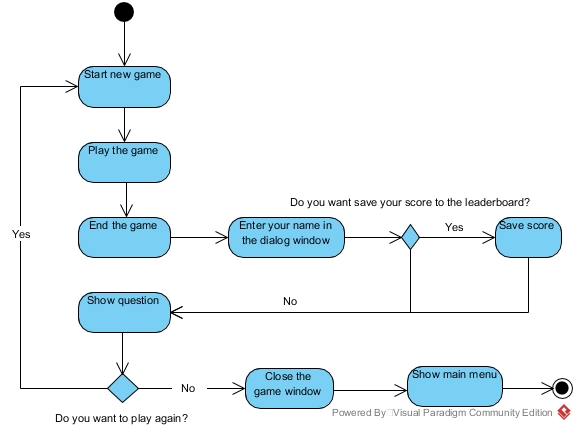 Start new game
Play the game
Do you want save your score to the leaderboard?
End the game
Enter your name in
the dialog window
Yes
Save score
Yes
Show question
No
No
Close the
game window
Show main menu
Do you want to play again?
Powered By Visual Paradigm Community Edition